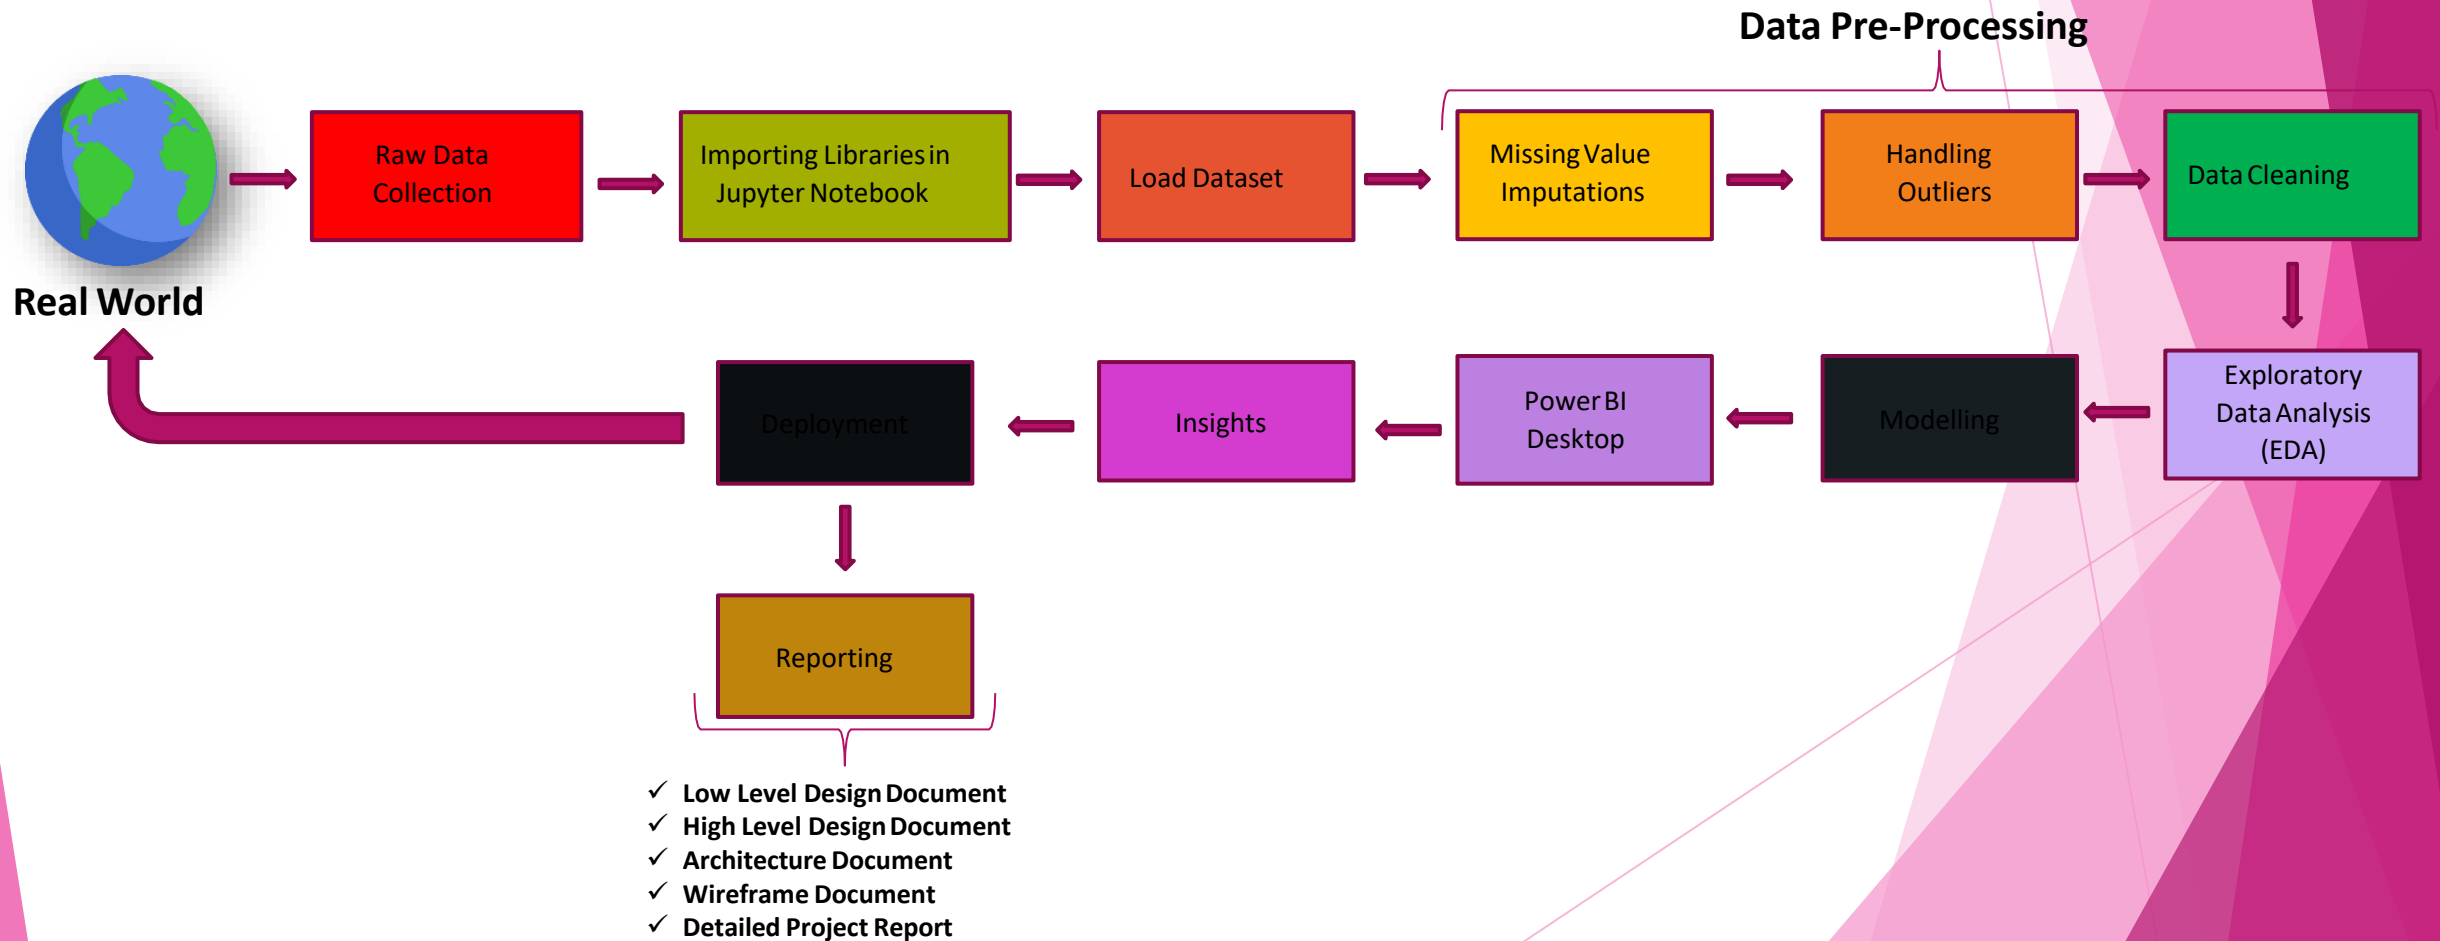 Data Pre-Processing
Raw Data
Collection
Importing Libraries in
Jupyter Notebook
Load Dataset
Missing Value
Imputations
Handling
Outliers
Data Cleaning
Real World
Deployment
Insights
Power BI
Desktop
Modelling
Exploratory
Data Analysis
(EDA)
Reporting
✓ Low Level Design Document
✓ High Level Design Document
✓ Architecture Document
✓ Wireframe Document
✓ Detailed Project Report